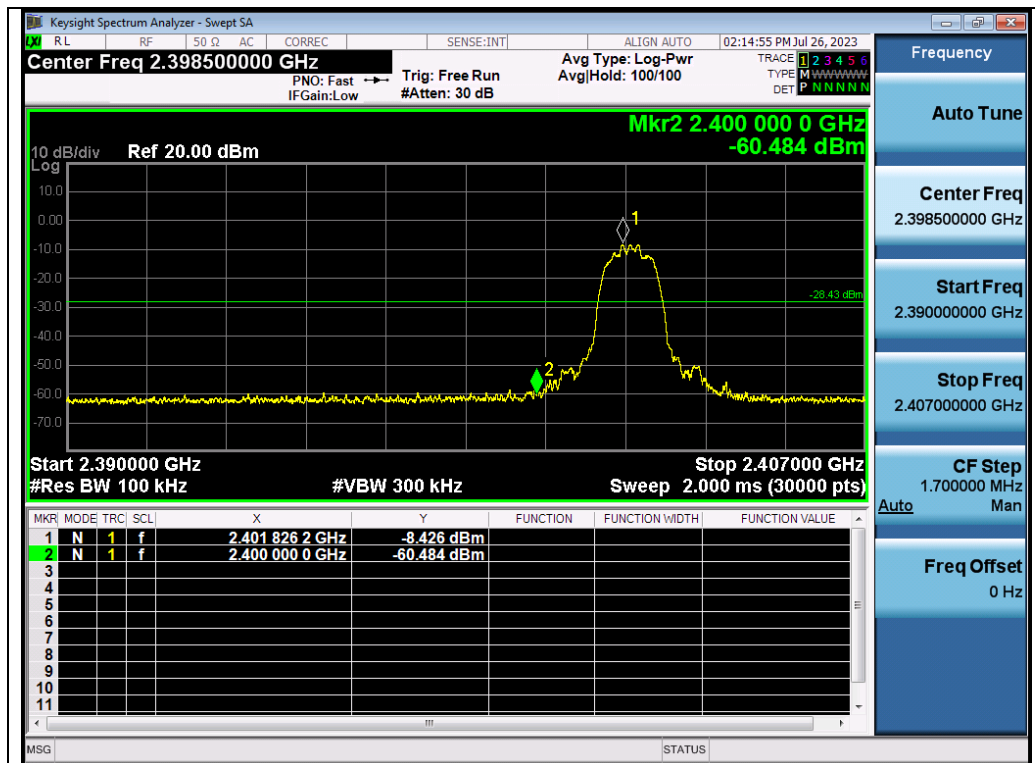 Keysight Spectrum Analyzer - Swept SA
LXI RL RF 50 Ω AC CORREC SENSE:INT ALIGN AUTO 02:14:55 PM Jul 26, 2023
Center Freq 2.398500000 GHz
PNO: Fast
IFGain:Low
Trig: Free Run
#Atten: 30 dB
Avg Type: Log-Pwr
Avg|Hold: 100/100
TRACE 1 2 3 4 5 6
TYPE M W W W W W
DET P N N N N N
Mkr2 2.400 000 0 GHz
-60.484 dBm
10 dB/div Ref 20.00 dBm
Log
10.0
0.00
-10.0
-20.0
-30.0
-40.0
-50.0
-60.0
-70.0
1
-28.43 dBm
2
Start 2.390000 GHz Stop 2.407000 GHz
#Res BW 100 kHz #VBW 300 kHz Sweep 2.000 ms (30000 pts)
MKR MODE TRC SCL X Y FUNCTION FUNCTION WIDTH FUNCTION VALUE
1 N 1 f 2.401 826 2 GHz -8.426 dBm
2 N 1 f 2.400 000 0 GHz -60.484 dBm
3
4
5
6
7
8
9
10
11
MSG STATUS
Frequency
Auto Tune
Center Freq
2.398500000 GHz
Start Freq
2.390000000 GHz
Stop Freq
2.407000000 GHz
CF Step
1.700000 MHz
Auto Man
Freq Offset
0 Hz